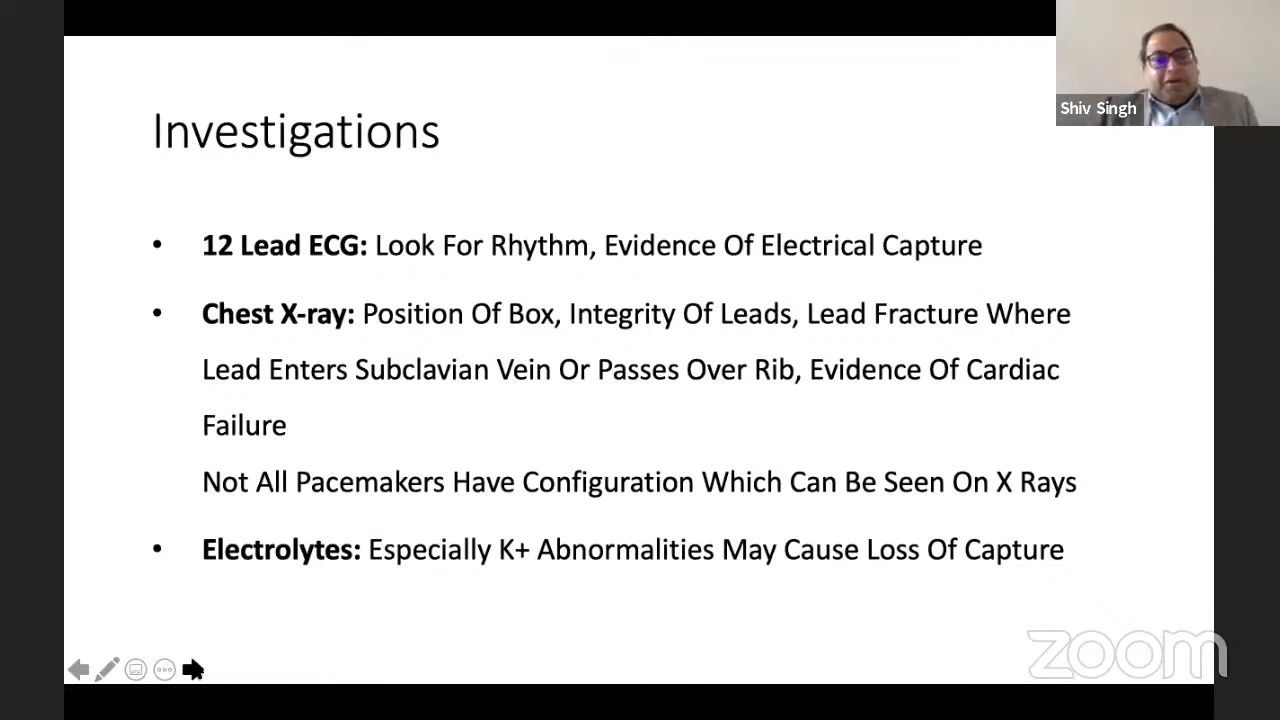 Shiv Singh
Investigations
• 12 Lead ECG: Look For Rhythm, Evidence Of Electrical Capture
• Chest X-ray: Position Of Box, Integrity Of Leads, Lead Fracture Where
Lead Enters Subclavian Vein Or Passes Over Rib, Evidence Of Cardiac
Failure
Not All Pacemakers Have Configuration Which Can Be Seen On X Rays
• Electrolytes: Especially K+ Abnormalities May Cause Loss Of Capture
zoom